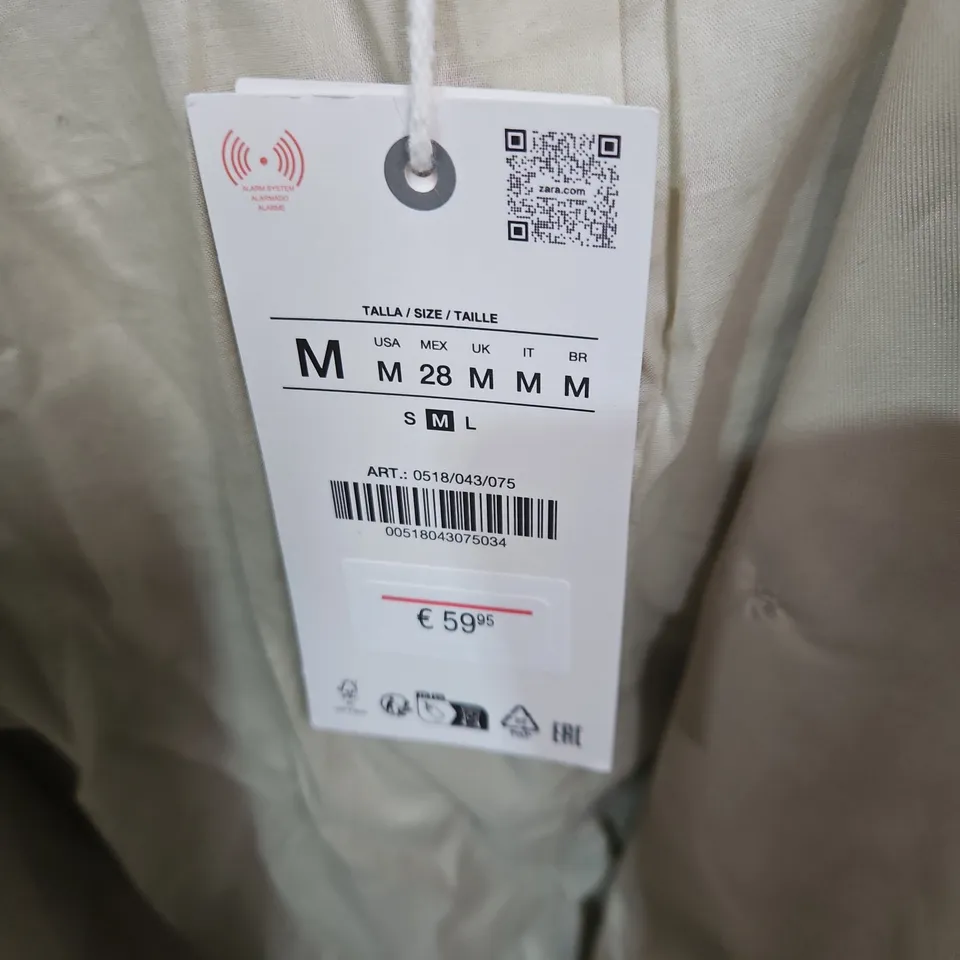 zara.com
ALARM SYSTEM
ALARMADO
ALARME
TALLA / SIZE / TAILLE
M
USA MEX UK IT BR
M 28 M M M
S M L
ART.: 0518/043/075
00518043075034
€ 59 95
EAC